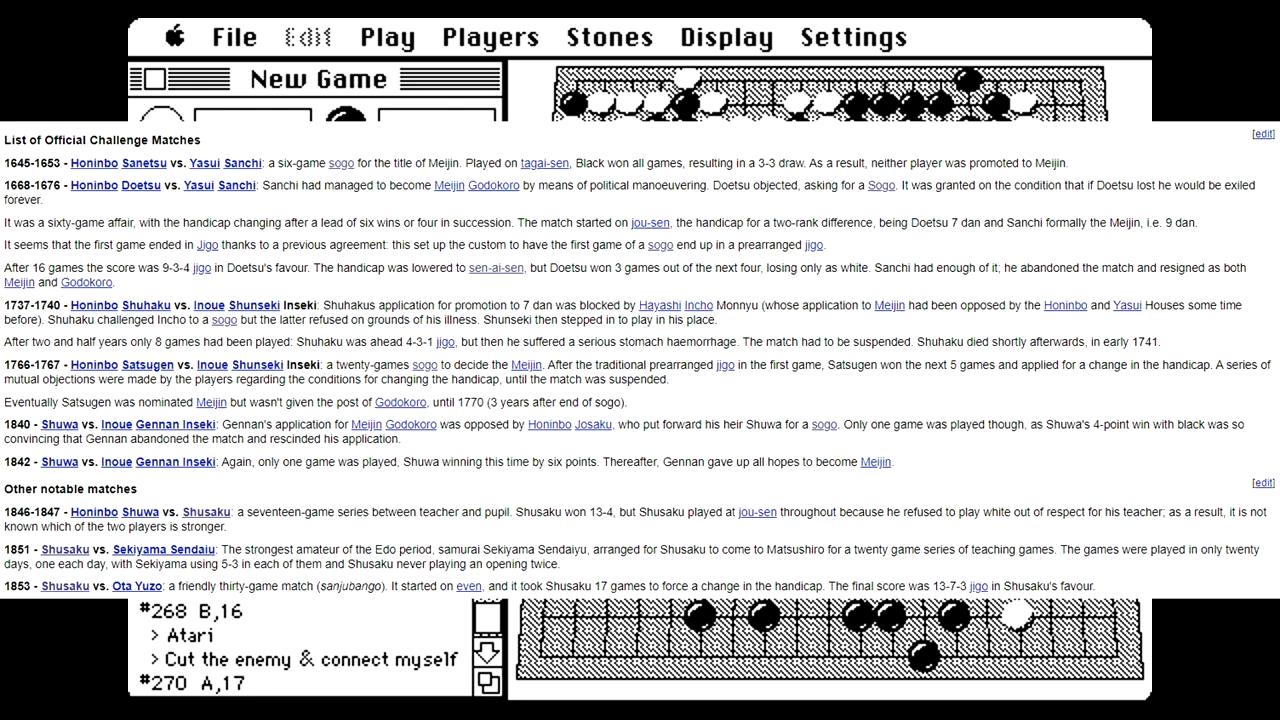 File Edit Play Players Stones Display Settings
New Game
List of Official Challenge Matches
[edit]
1645-1653 - Honinbo Sanetsu vs. Yasui Sanchi: a six-game sogo for the title of Meijin. Played on tagai-sen, Black won all games, resulting in a 3-3 draw. As a result, neither player was promoted to Meijin.
1668-1676 - Honinbo Doetsu vs. Yasui Sanchi: Sanchi had managed to become Meijin Godokoro by means of political manoeuvering. Doetsu objected, asking for a Sogo. It was granted on the condition that if Doetsu lost he would be exiled
forever.
It was a sixty-game affair, with the handicap changing after a lead of six wins or four in succession. The match started on jou-sen, the handicap for a two-rank difference, being Doetsu 7 dan and Sanchi formally the Meijin, i.e. 9 dan.
It seems that the first game ended in Jigo thanks to a previous agreement: this set up the custom to have the first game of a sogo end up in a prearranged jigo.
After 16 games the score was 9-3-4 jigo in Doetsu's favour. The handicap was lowered to sen-ai-sen, but Doetsu won 3 games out of the next four, losing only as white. Sanchi had enough of it; he abandoned the match and resigned as both
Meijin and Godokoro.
1737-1740 - Honinbo Shuhaku vs. Inoue Shunseki Inseki: Shuhakus application for promotion to 7 dan was blocked by Hayashi Incho Monnyu (whose application to Meijin had been opposed by the Honinbo and Yasui Houses some time
before). Shuhaku challenged Incho to a sogo but the latter refused on grounds of his illness. Shunseki then stepped in to play in his place.
After two and half years only 8 games had been played: Shuhaku was ahead 4-3-1 jigo, but then he suffered a serious stomach haemorrhage. The match had to be suspended. Shuhaku died shortly afterwards, in early 1741.
1766-1767 - Honinbo Satsugen vs. Inoue Shunseki Inseki: a twenty-games sogo to decide the Meijin. After the traditional prearranged jigo in the first game, Satsugen won the next 5 games and applied for a change in the handicap. A series of
mutual objections were made by the players regarding the conditions for changing the handicap, until the match was suspended.
Eventually Satsugen was nominated Meijin but wasn't given the post of Godokoro, until 1770 (3 years after end of sogo).
1840 - Shuwa vs. Inoue Gennan Inseki: Gennan's application for Meijin Godokoro was opposed by Honinbo Josaku, who put forward his heir Shuwa for a sogo. Only one game was played though, as Shuwa's 4-point win with black was so
convincing that Gennan abandoned the match and rescinded his application.
1842 - Shuwa vs. Inoue Gennan Inseki: Again, only one game was played, Shuwa winning this time by six points. Thereafter, Gennan gave up all hopes to become Meijin.
Other notable matches
[edit]
1846-1847 - Honinbo Shuwa vs. Shusaku: a seventeen-game series between teacher and pupil. Shusaku won 13-4, but Shusaku played at jou-sen throughout because he refused to play white out of respect for his teacher; as a result, it is not
known which of the two players is stronger.
1851 - Shusaku vs. Sekiyama Sendaiu: The strongest amateur of the Edo period, samurai Sekiyama Sendaiyu, arranged for Shusaku to come to Matsushiro for a twenty game series of teaching games. The games were played in only twenty
days, one each day, with Sekiyama using 5-3 in each of them and Shusaku never playing an opening twice.
1853 - Shusaku vs. Ota Yuzo: a friendly thirty-game match (sanjubango). It started on even, and it took Shusaku 17 games to force a change in the handicap. The final score was 13-7-3 jigo in Shusaku's favour.
#268 B,16
> Atari
> Cut the enemy & connect myself
#270 A,17